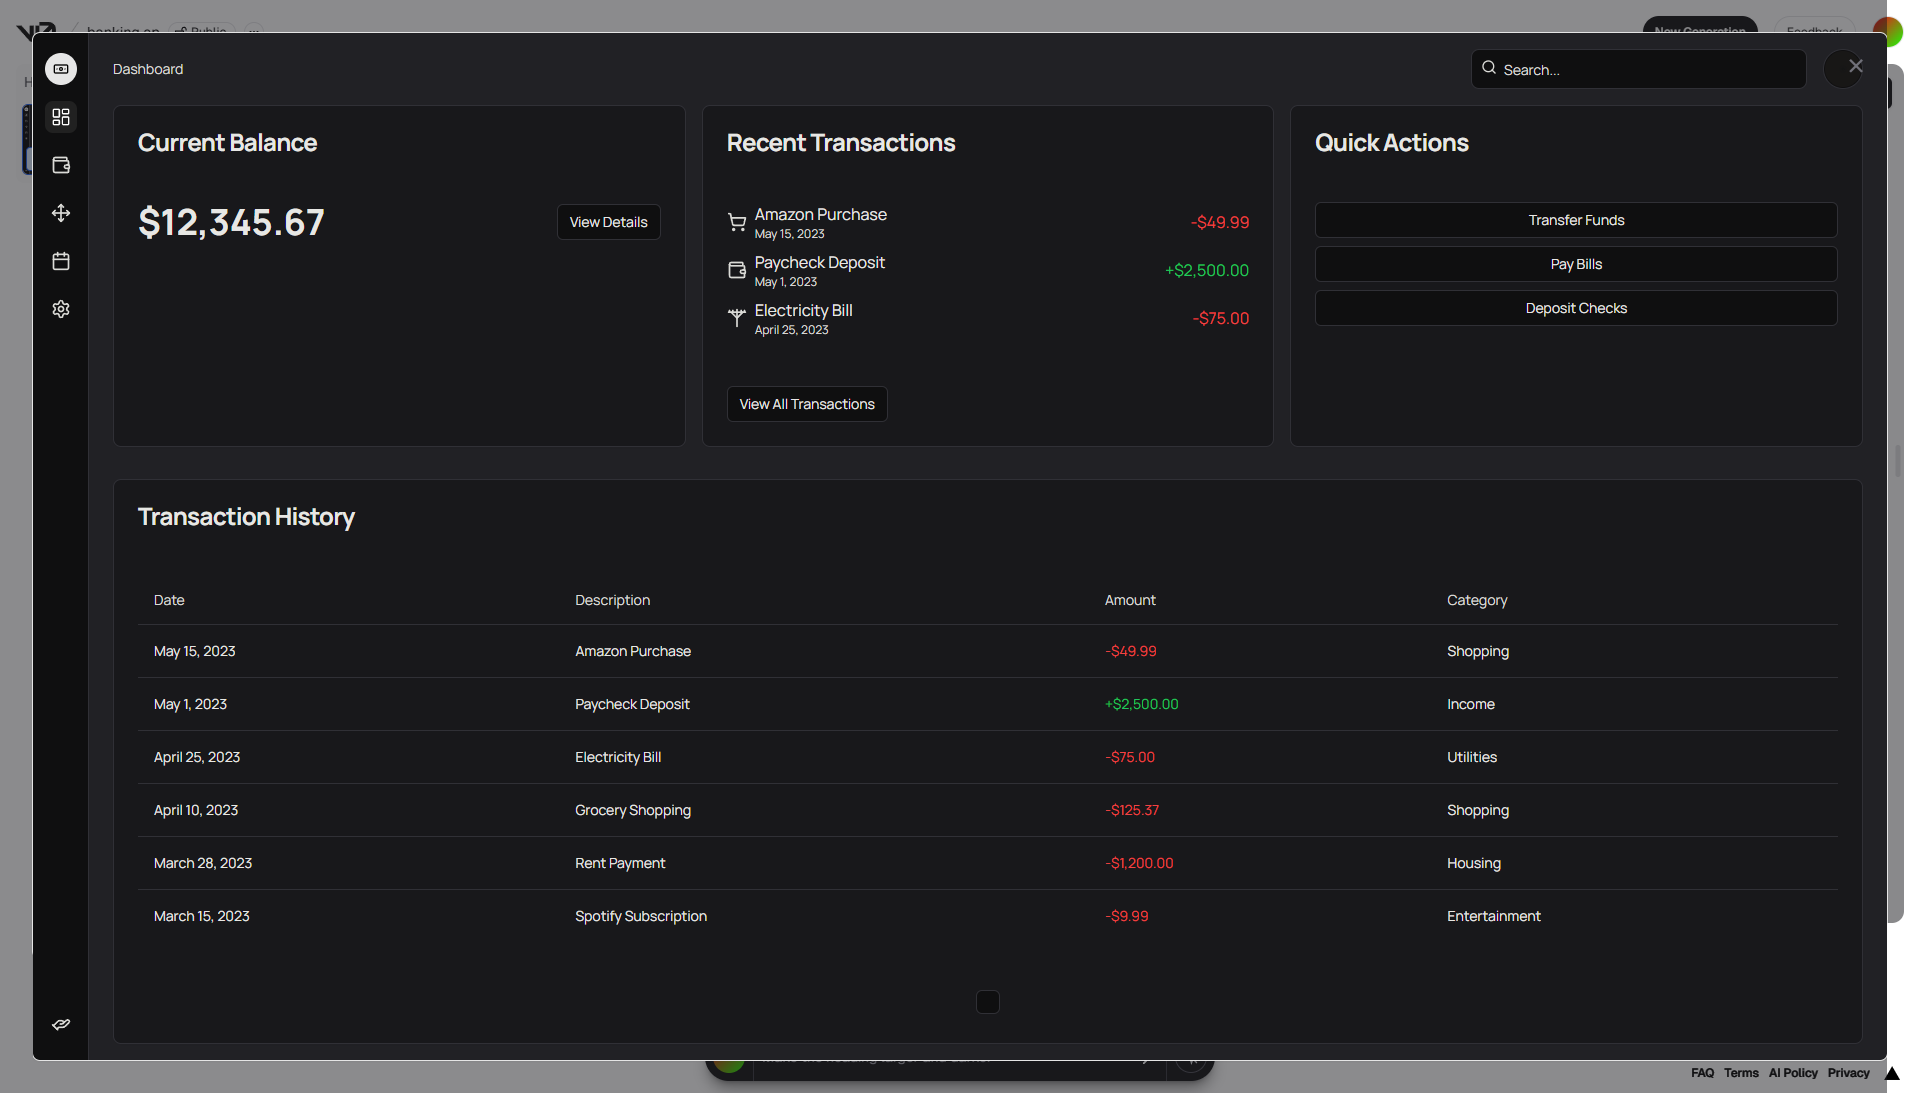 Dashboard
Search...
Current Balance
$12,345.67
View Details
Recent Transactions
Amazon Purchase
May 15, 2023
-$49.99
Paycheck Deposit
May 1, 2023
+$2,500.00
Electricity Bill
April 25, 2023
-$75.00
View All Transactions
Quick Actions
Transfer Funds
Pay Bills
Deposit Checks
Transaction History
Date Description Amount Category
May 15, 2023 Amazon Purchase -$49.99 Shopping
May 1, 2023 Paycheck Deposit +$2,500.00 Income
April 25, 2023 Electricity Bill -$75.00 Utilities
April 10, 2023 Grocery Shopping -$125.37 Shopping
March 28, 2023 Rent Payment -$1,200.00 Housing
March 15, 2023 Spotify Subscription -$9.99 Entertainment
FAQ Terms AI Policy Privacy